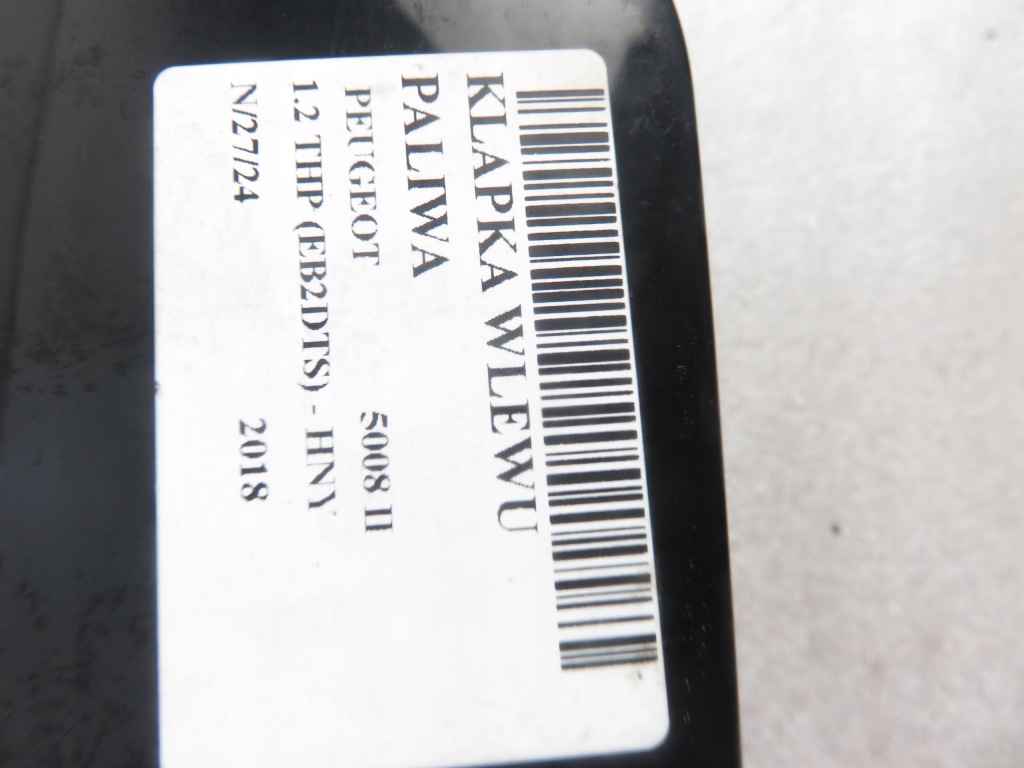 KLAPKA WLEWU
PALIWA
PEUGEOT 5008 II
1.2 THP (EB2DTS) - HNY
N/27/24 2018